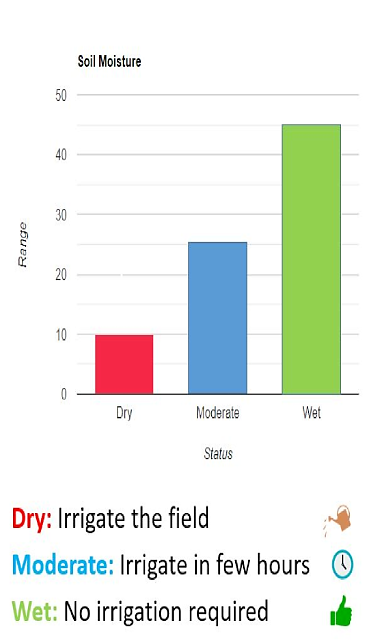 Soil Moisture
50
40
30
20
10
0
Range
Dry Moderate Wet
Status
Dry: Irrigate the field
Moderate: Irrigate in few hours
Wet: No irrigation required